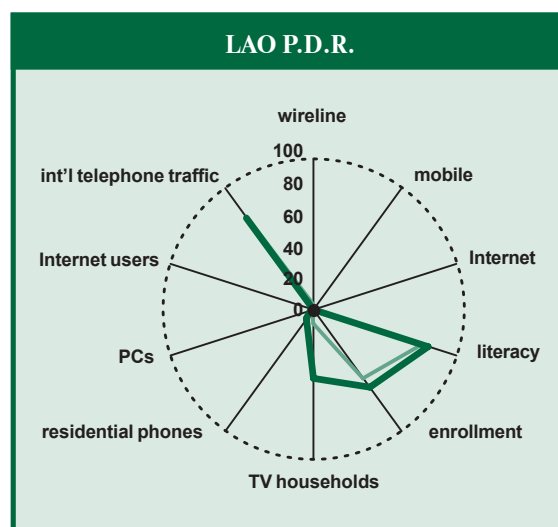 LAO P.D.R.
wireline
100
int'l telephone traffic
80
mobile
60
40
Internet users
Internet
20
0
PCs
literacy
residential phones
enrollment
TV households